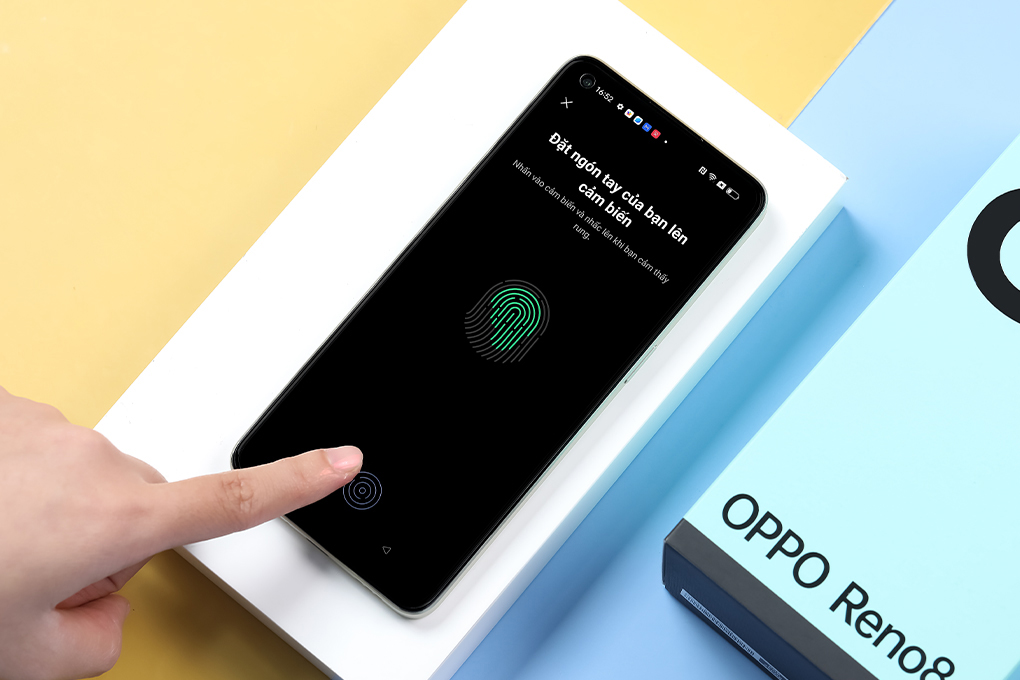 16:52
Đặt ngón tay của bạn lên
cảm biến
Nhấn vào cảm biến và nhấc lên khi bạn cảm thấy
rung.
OPPO Reno8